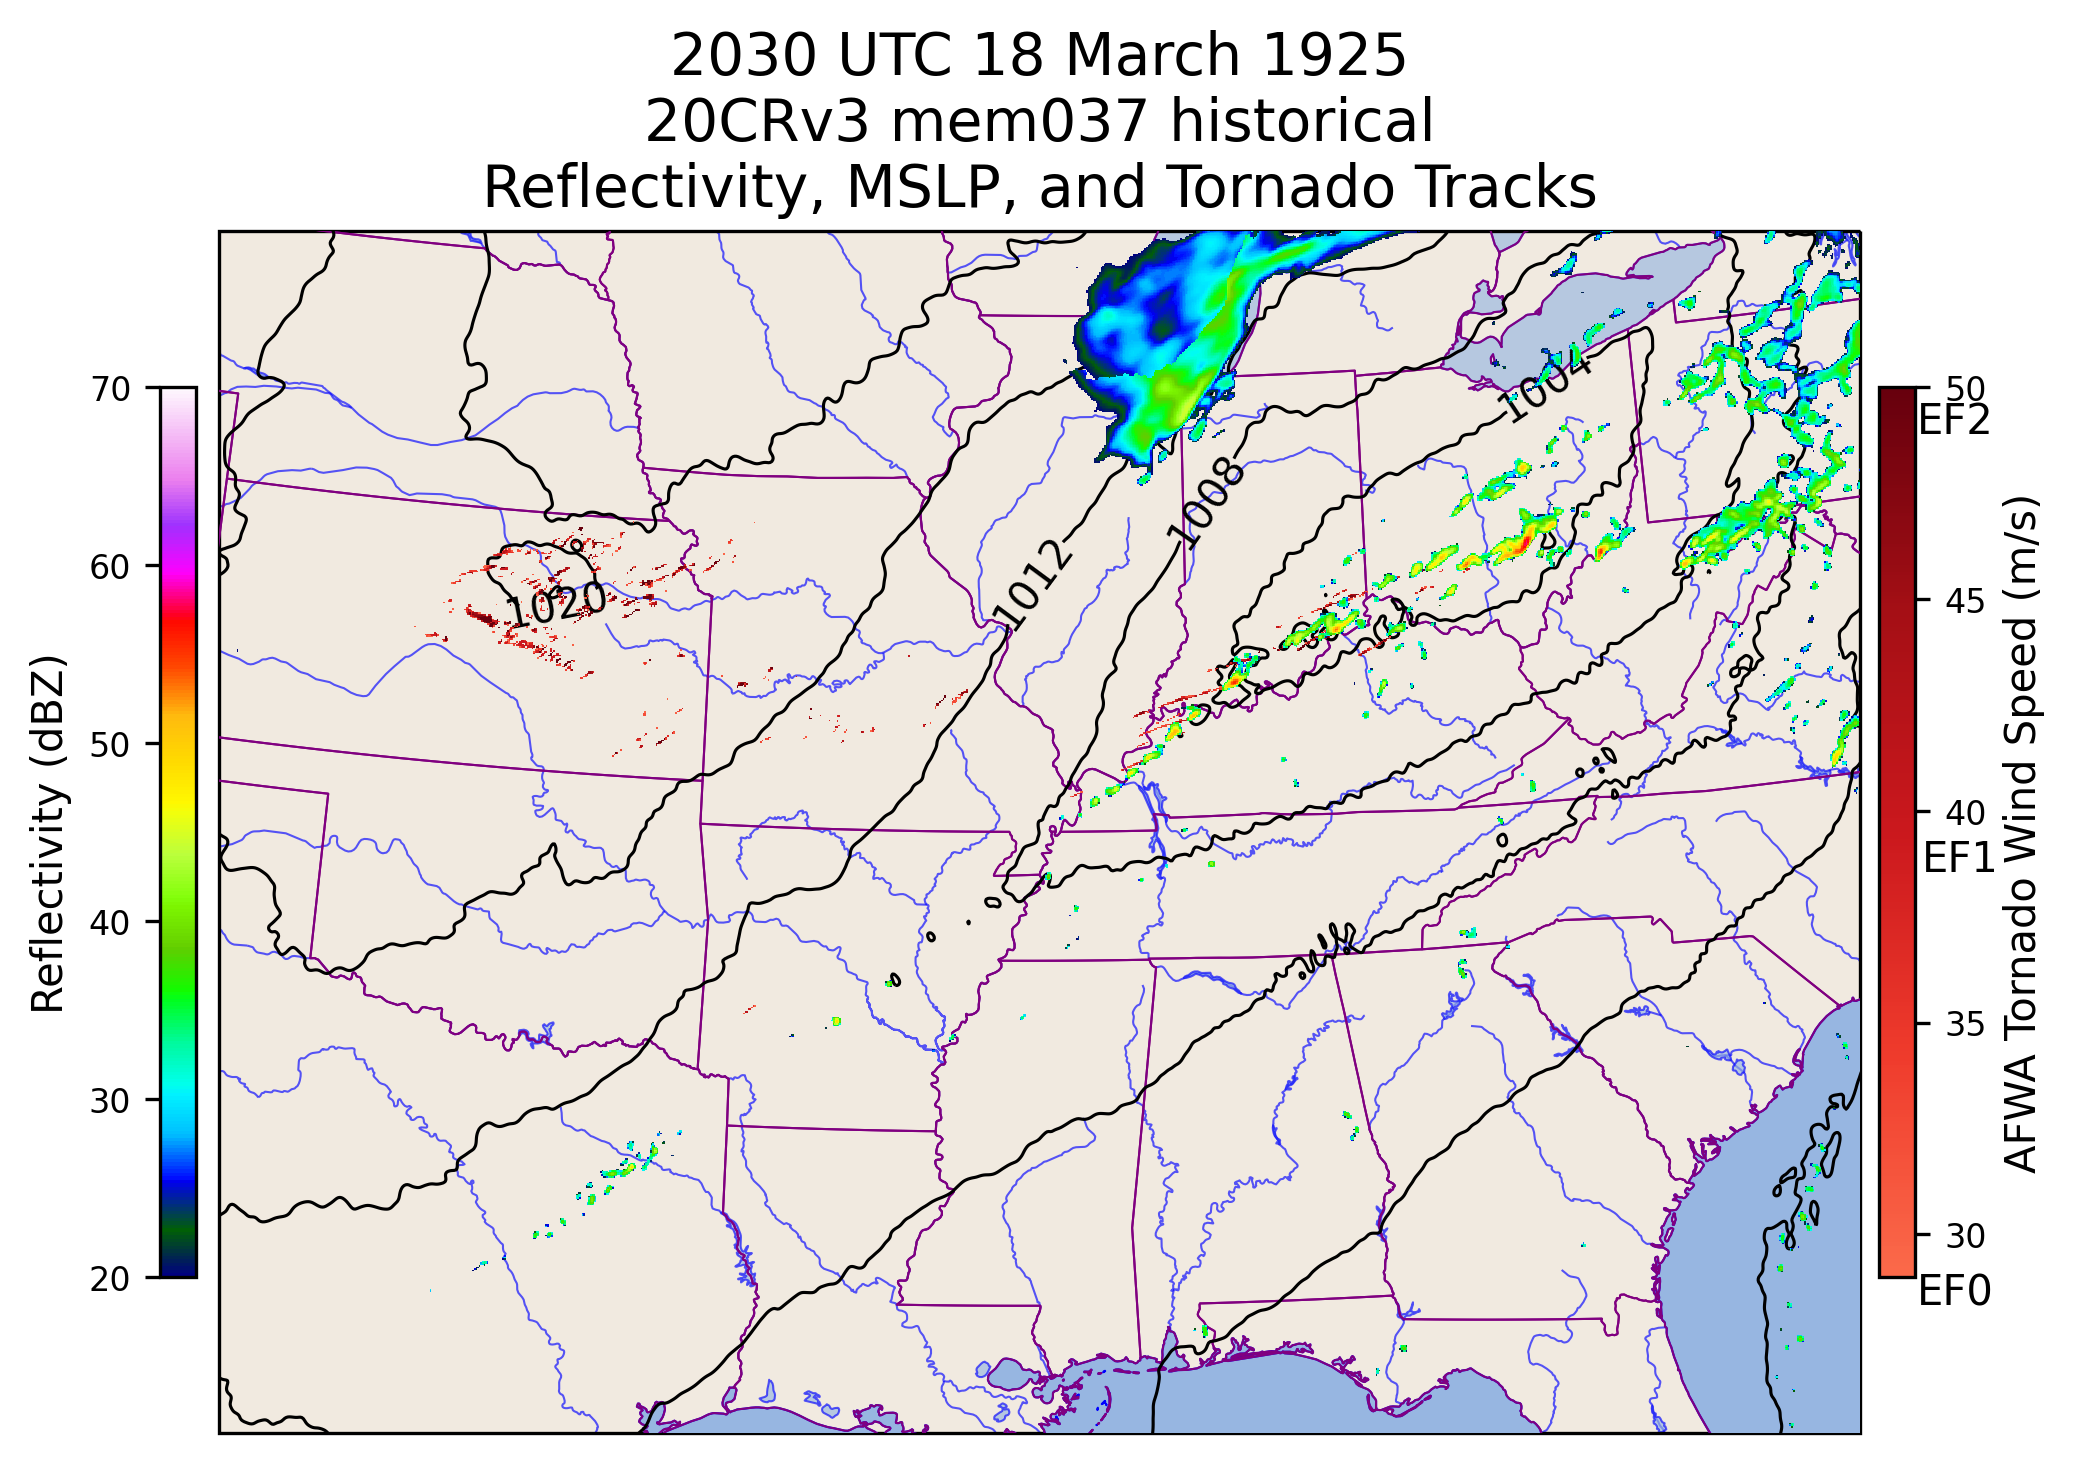 2030 UTC 18 March 1925
20CRv3 mem037 historical
Reflectivity, MSLP, and Tornado Tracks
Reflectivity (dBZ)
70
60
50
40
30
20
1004
1008
1012
1020
50
EF2
45
40
EF1
35
30
EF0
AFWA Tornado Wind Speed (m/s)